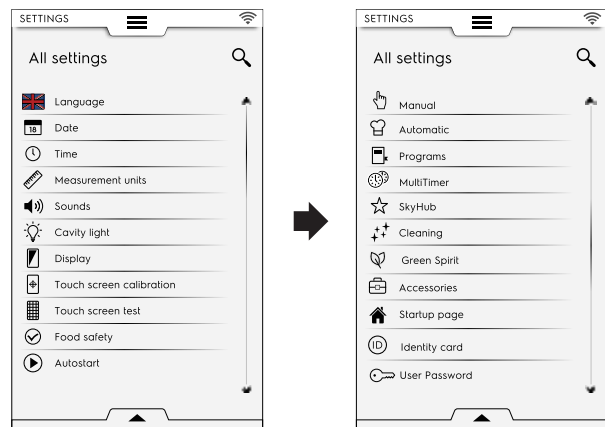 SETTINGS
All settings
Language
18 Date
Time
Measurement units
Sounds
Cavity light
Display
Touch screen calibration
Touch screen test
Food safety
Autostart
SETTINGS
All settings
Manual
Automatic
Programs
MultiTimer
SkyHub
Cleaning
Green Spirit
Accessories
Startup page
ID Identity card
User Password